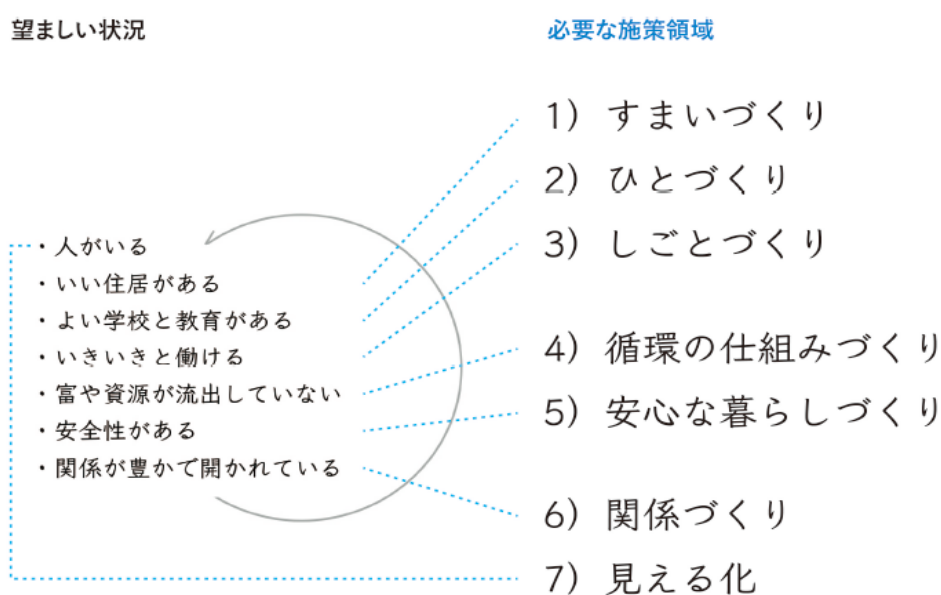 望ましい状況
・人がいる
・いい住居がある
・よい学校と教育がある
・いきいきと働ける
・富や資源が流出していない
・安全性がある
・関係が豊かで開かれている
必要な施策領域
1）すまいづくり
2）ひとづくり
3）しごとづくり
4）循環の仕組みづくり
5）安心な暮らしづくり
6）関係づくり
7）見える化